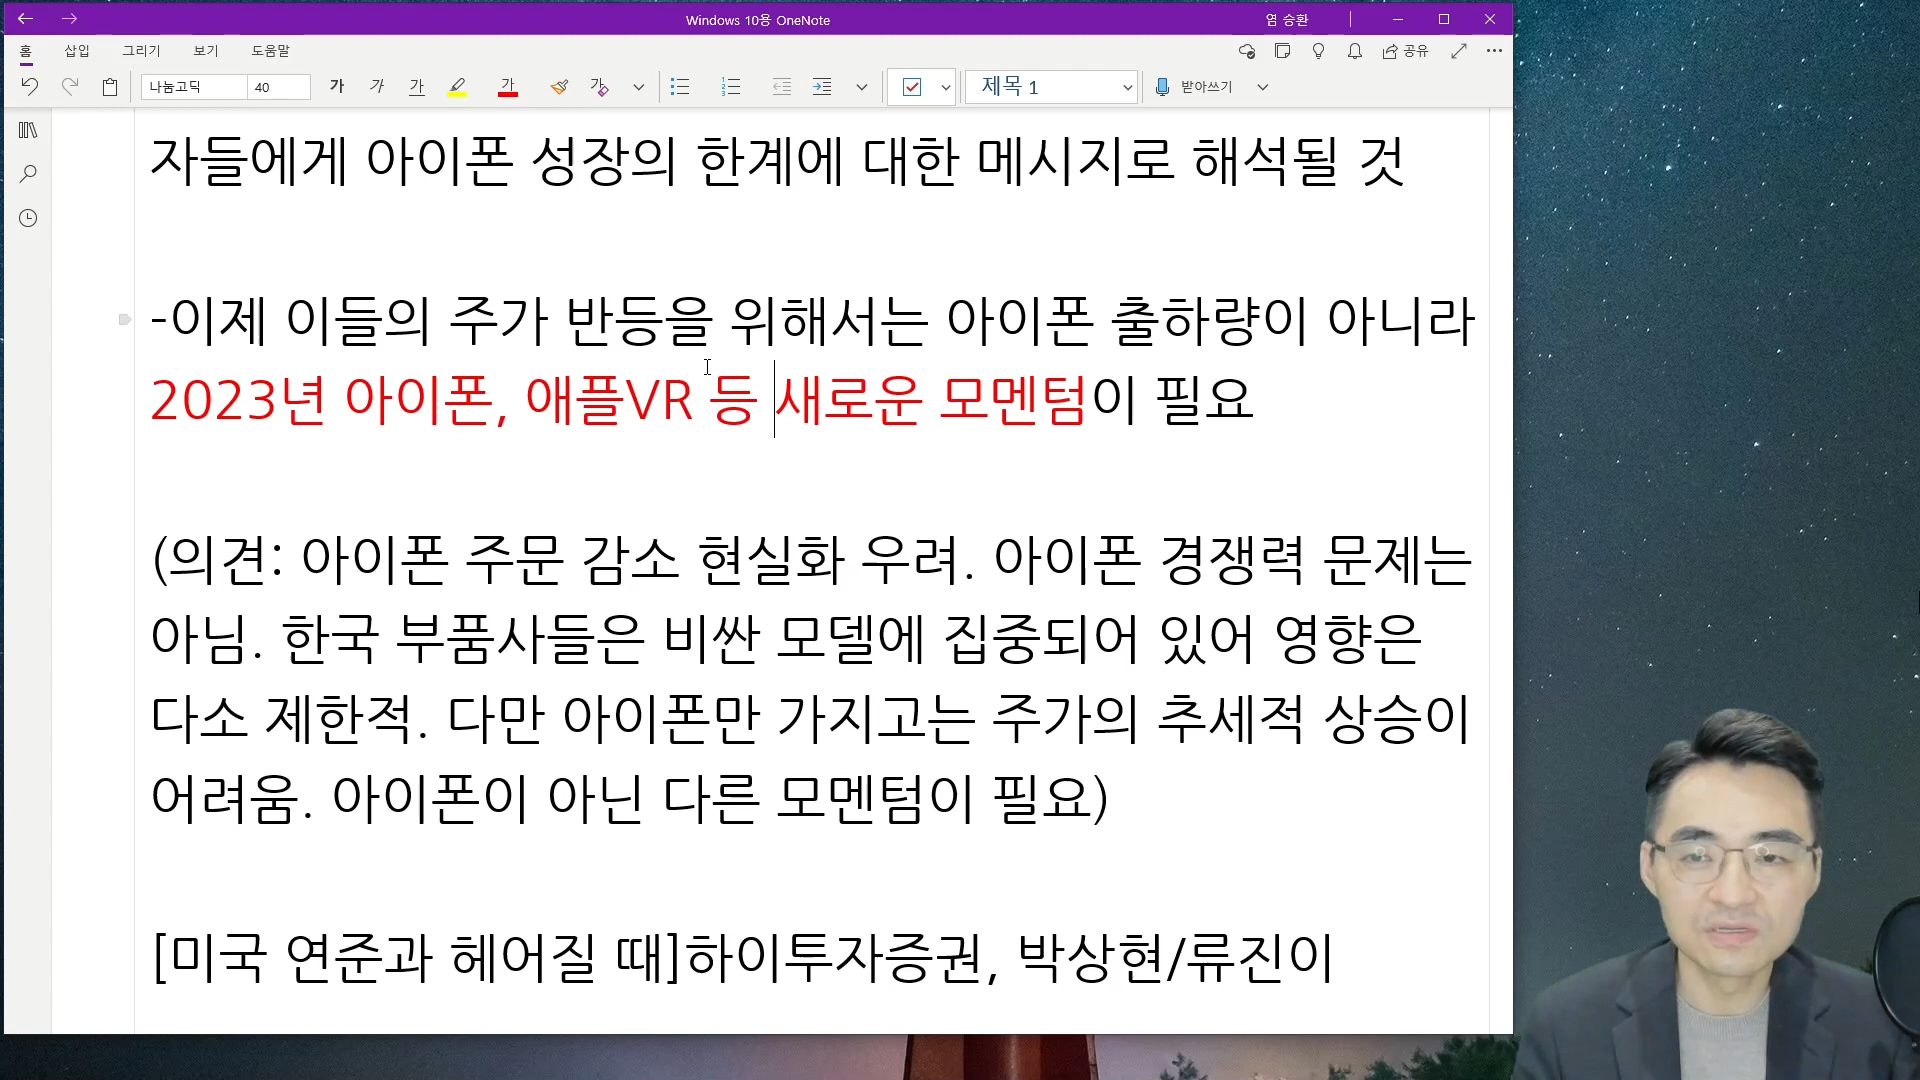 Windows 10용 OneNote
염 승환
홈 삽입 그리기 보기 도움말
공유
나눔고딕 40 가 가 가 가 가 제목 1 받아쓰기
자들에게 아이폰 성장의 한계에 대한 메시지로 해석될 것
-이제 이들의 주가 반등을 위해서는 아이폰 출하량이 아니라
2023년 아이폰, 애플VR 등 새로운 모멘텀이 필요
(의견: 아이폰 주문 감소 현실화 우려. 아이폰 경쟁력 문제는
아님. 한국 부품사들은 비싼 모델에 집중되어 있어 영향은
다소 제한적. 다만 아이폰만 가지고는 주가의 추세적 상승이
어려움. 아이폰이 아닌 다른 모멘텀이 필요)
[미국 연준과 헤어질 때]하이투자증권, 박상현/류진이